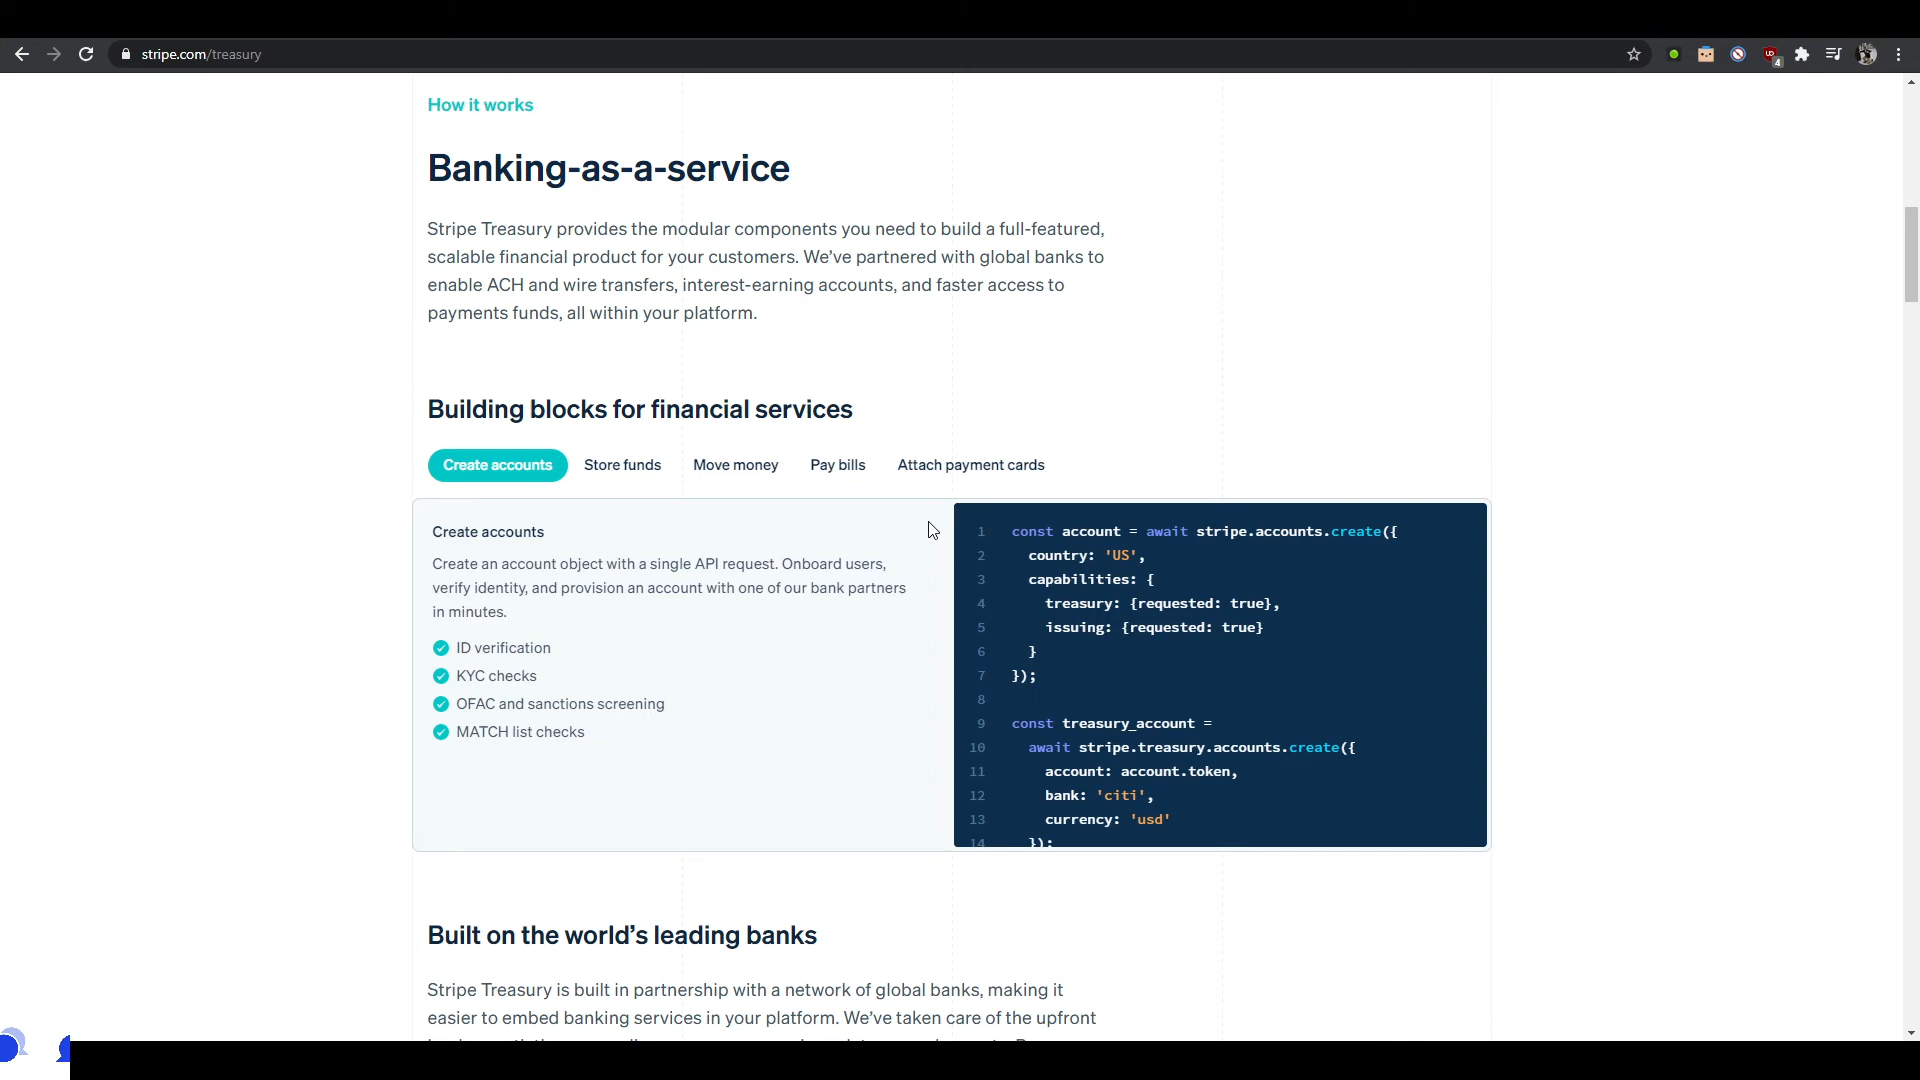 stripe.com/treasury
4
How it works
Banking-as-a-service
Stripe Treasury provides the modular components you need to build a full-featured,
scalable financial product for your customers. We’ve partnered with global banks to
enable ACH and wire transfers, interest-earning accounts, and faster access to
payments funds, all within your platform.
Building blocks for financial services
Create accounts
Store funds
Move money
Pay bills
Attach payment cards
Create accounts
Create an account object with a single API request. Onboard users,
verify identity, and provision an account with one of our bank partners
in minutes.
ID verification
KYC checks
OFAC and sanctions screening
MATCH list checks
1 const account = await stripe.accounts.create({
2 country: 'US',
3 capabilities: {
4 treasury: {requested: true},
5 issuing: {requested: true}
6 }
7 });
8
9 const treasury_account =
10 await stripe.treasury.accounts.create({
11 account: account.token,
12 bank: 'citi',
13 currency: 'usd'
14 });
Built on the world’s leading banks
Stripe Treasury is built in partnership with a network of global banks, making it
easier to embed banking services in your platform. We’ve taken care of the upfront